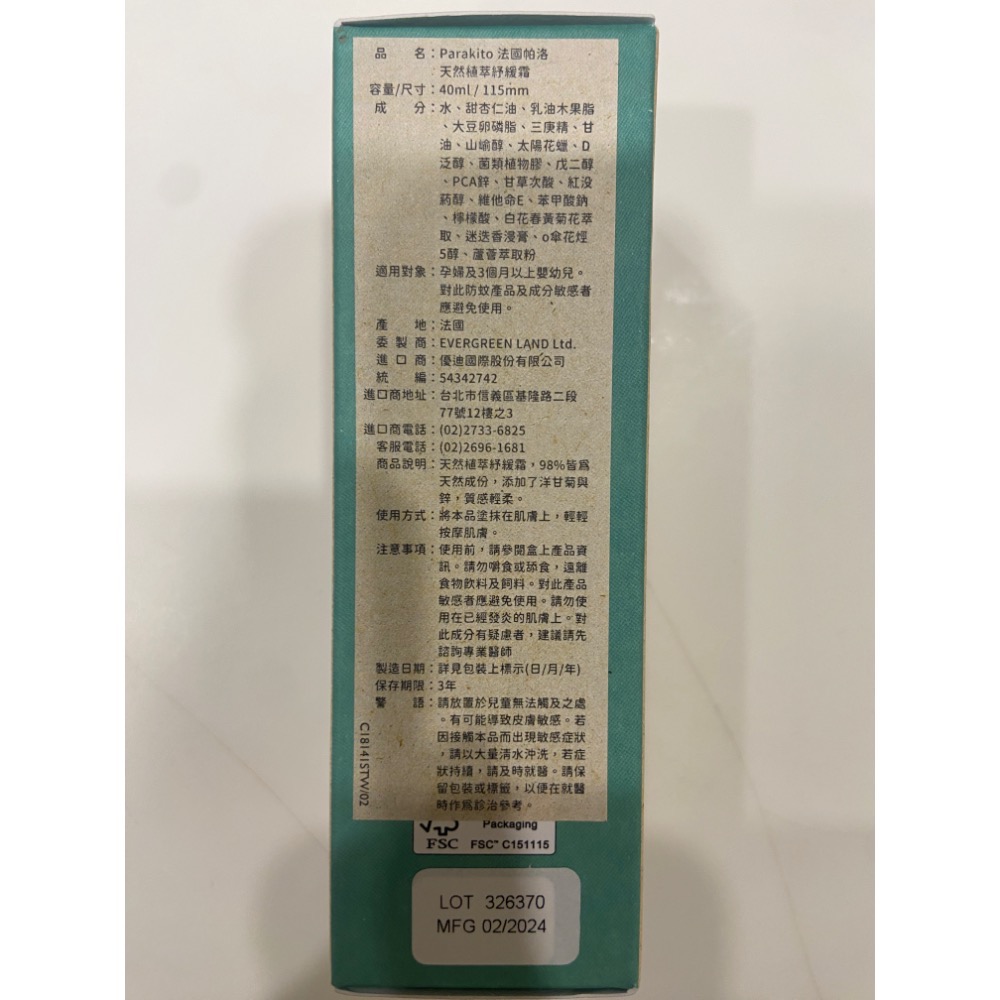 品　　名：Parakito 法國帕洛
天然植萃紓緩霜
容量/尺寸：40ml / 115mm
成　　分：水、甜杏仁油、乳油木果脂
、大豆卵磷脂、三庚精、甘
油、山崳醇、太陽花蠟、D
泛醇、菌類植物膠、戊二醇
、PCA鋅、甘草次酸、紅没
葯醇、維他命E、苯甲酸鈉
、檸檬酸、白花春黃菊花萃
取、迷迭香浸膏、o傘花烴
5醇、蘆薈萃取粉
適用對象：孕婦及3個月以上嬰幼兒。
對此防蚊產品及成分敏感者
應避免使用。
產　　地：法國
委 製 商：EVERGREEN LAND Ltd.
進 口 商：優迪國際股份有限公司
統　　編：54342742
進口商地址：台北市信義區基隆路二段
77號12樓之3
進口商電話：(02)2733-6825
客服電話：(02)2696-1681
商品說明：天然植萃紓緩霜，98%皆為
天然成份，添加了洋甘菊與
鋅，質感輕柔。
使用方式：將本品塗抹在肌膚上，輕輕
按摩肌膚。
注意事項：使用前，請參閱盒上產品資
訊。請勿嚼食或舔食，遠離
食物飲料及飼料。對此產品
敏感者應避免使用。請勿使
用在已經發炎的肌膚上。對
此成分有疑慮者，建議請先
諮詢專業醫師
製造日期：詳見包裝上標示(日/月/年)
保存期限：3年
警　　語：請放置於兒童無法觸及之處
。有可能導致皮膚敏感。若
因接觸本品而出現敏感症狀
，請以大量清水沖洗，若症
狀持續，請及時就醫。請保
留包裝或標籤，以便在就醫
時作為診治參考。
C18141STW/02
Packaging
FSC FSC™ C151115
LOT 326370
MFG 02/2024